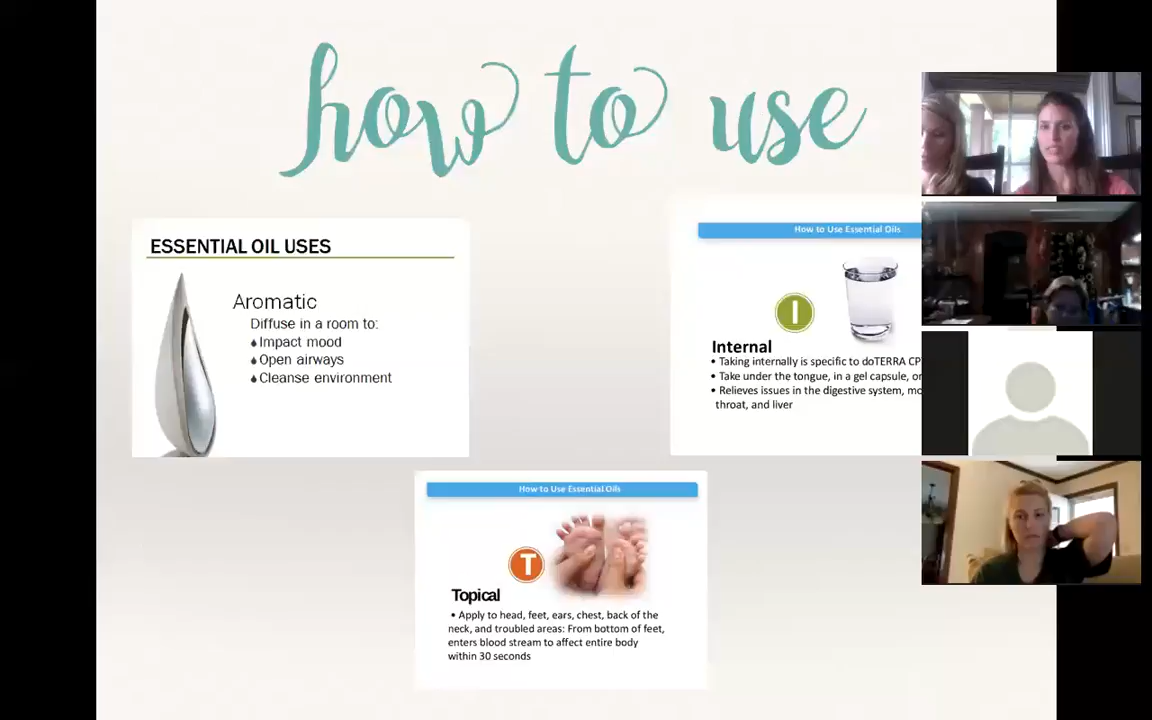 how to use
ESSENTIAL OIL USES
Aromatic
Diffuse in a room to:
Impact mood
Open airways
Cleanse environment
How to Use Essential Oils
I
Internal
• Taking internally is specific to doTERRA CP
• Take under the tongue, in a gel capsule, or
• Relieves issues in the digestive system, mo
throat, and liver
How to Use Essential Oils
T
Topical
• Apply to head, feet, ears, chest, back of the
neck, and troubled areas: From bottom of feet,
enters blood stream to affect entire body
within 30 seconds